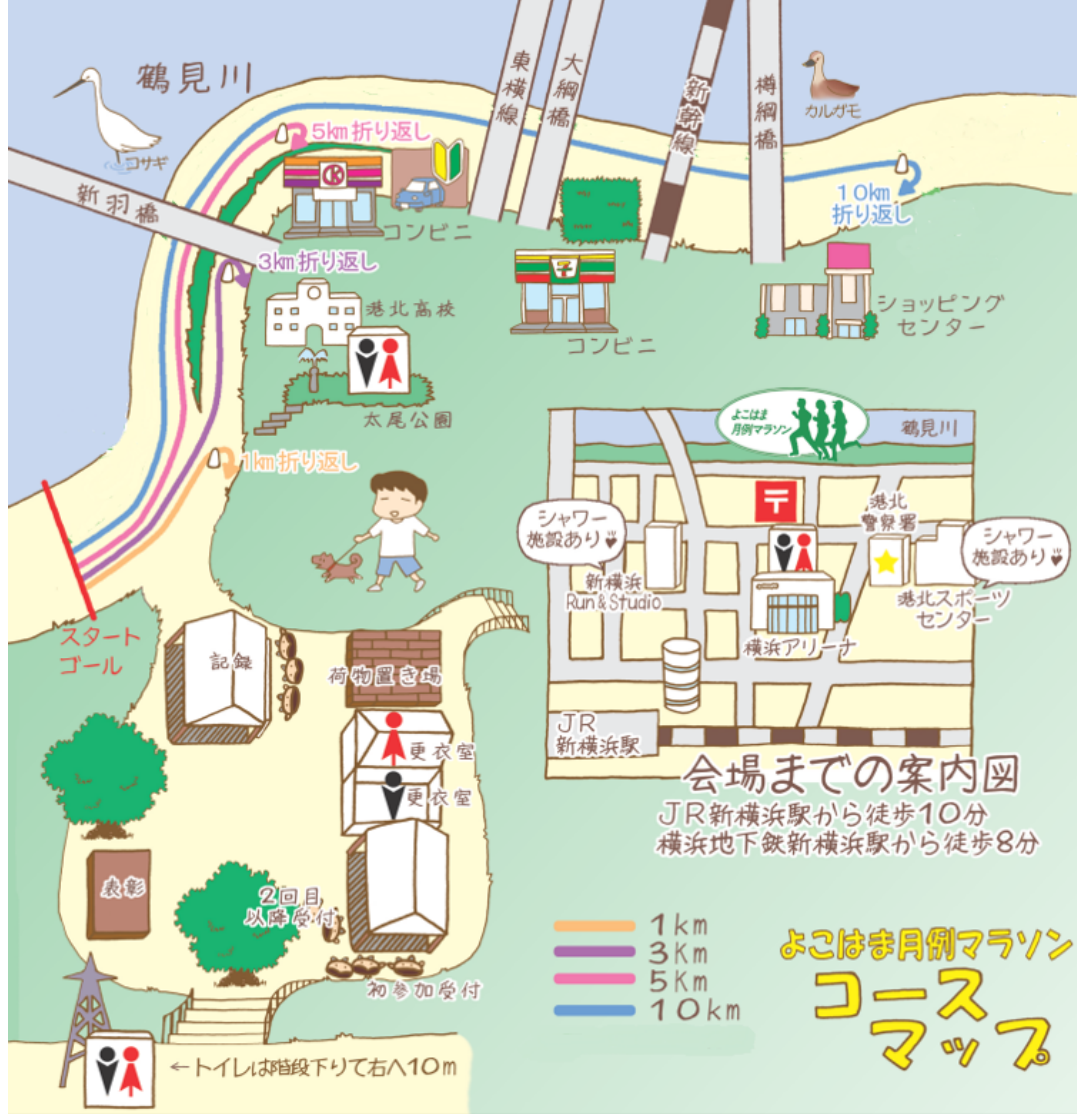 鶴見川
コサギ
新羽橋
5km折り返し
K
コンビニ
東横線
大綱橋
新幹線
樽綱橋
カルガモ
10km
折り返し
3km折り返し
港北高校
太尾公園
7
コンビニ
ショッピング
センター
1km折り返し
スタート
ゴール
よこはま
月例マラソン
鶴見川
〒
港北
警察署
シャワー
施設あり♥
シャワー
施設あり♥
新横浜
Run&Studio
横浜アリーナ
港北スポーツ
センター
JR
新横浜駅
会場までの案内図
JR新横浜駅から徒歩10分
横浜地下鉄新横浜駅から徒歩8分
記録
荷物置き場
更衣室
更衣室
表彰
2回目
以降受付
初参加受付
←トイレは階段下りて右へ10m
1km
3Km
5Km
10km
よこはま月例マラソン
コース
マップ